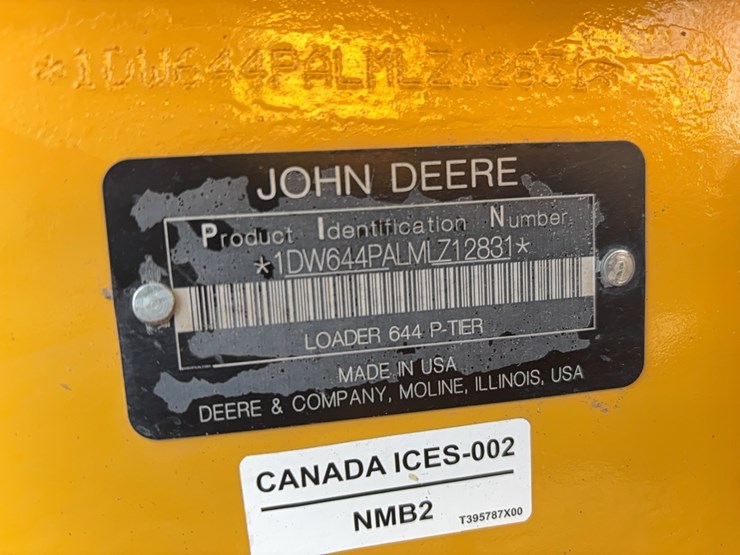 *1DW644PALMLZ12831*
JOHN DEERE
Product Identification Number
*1DW644PALMLZ12831*
LOADER 644 P-TIER
MADE IN USA
DEERE & COMPANY, MOLINE, ILLINOIS, USA
CANADA ICES-002
NMB2 T395787X00